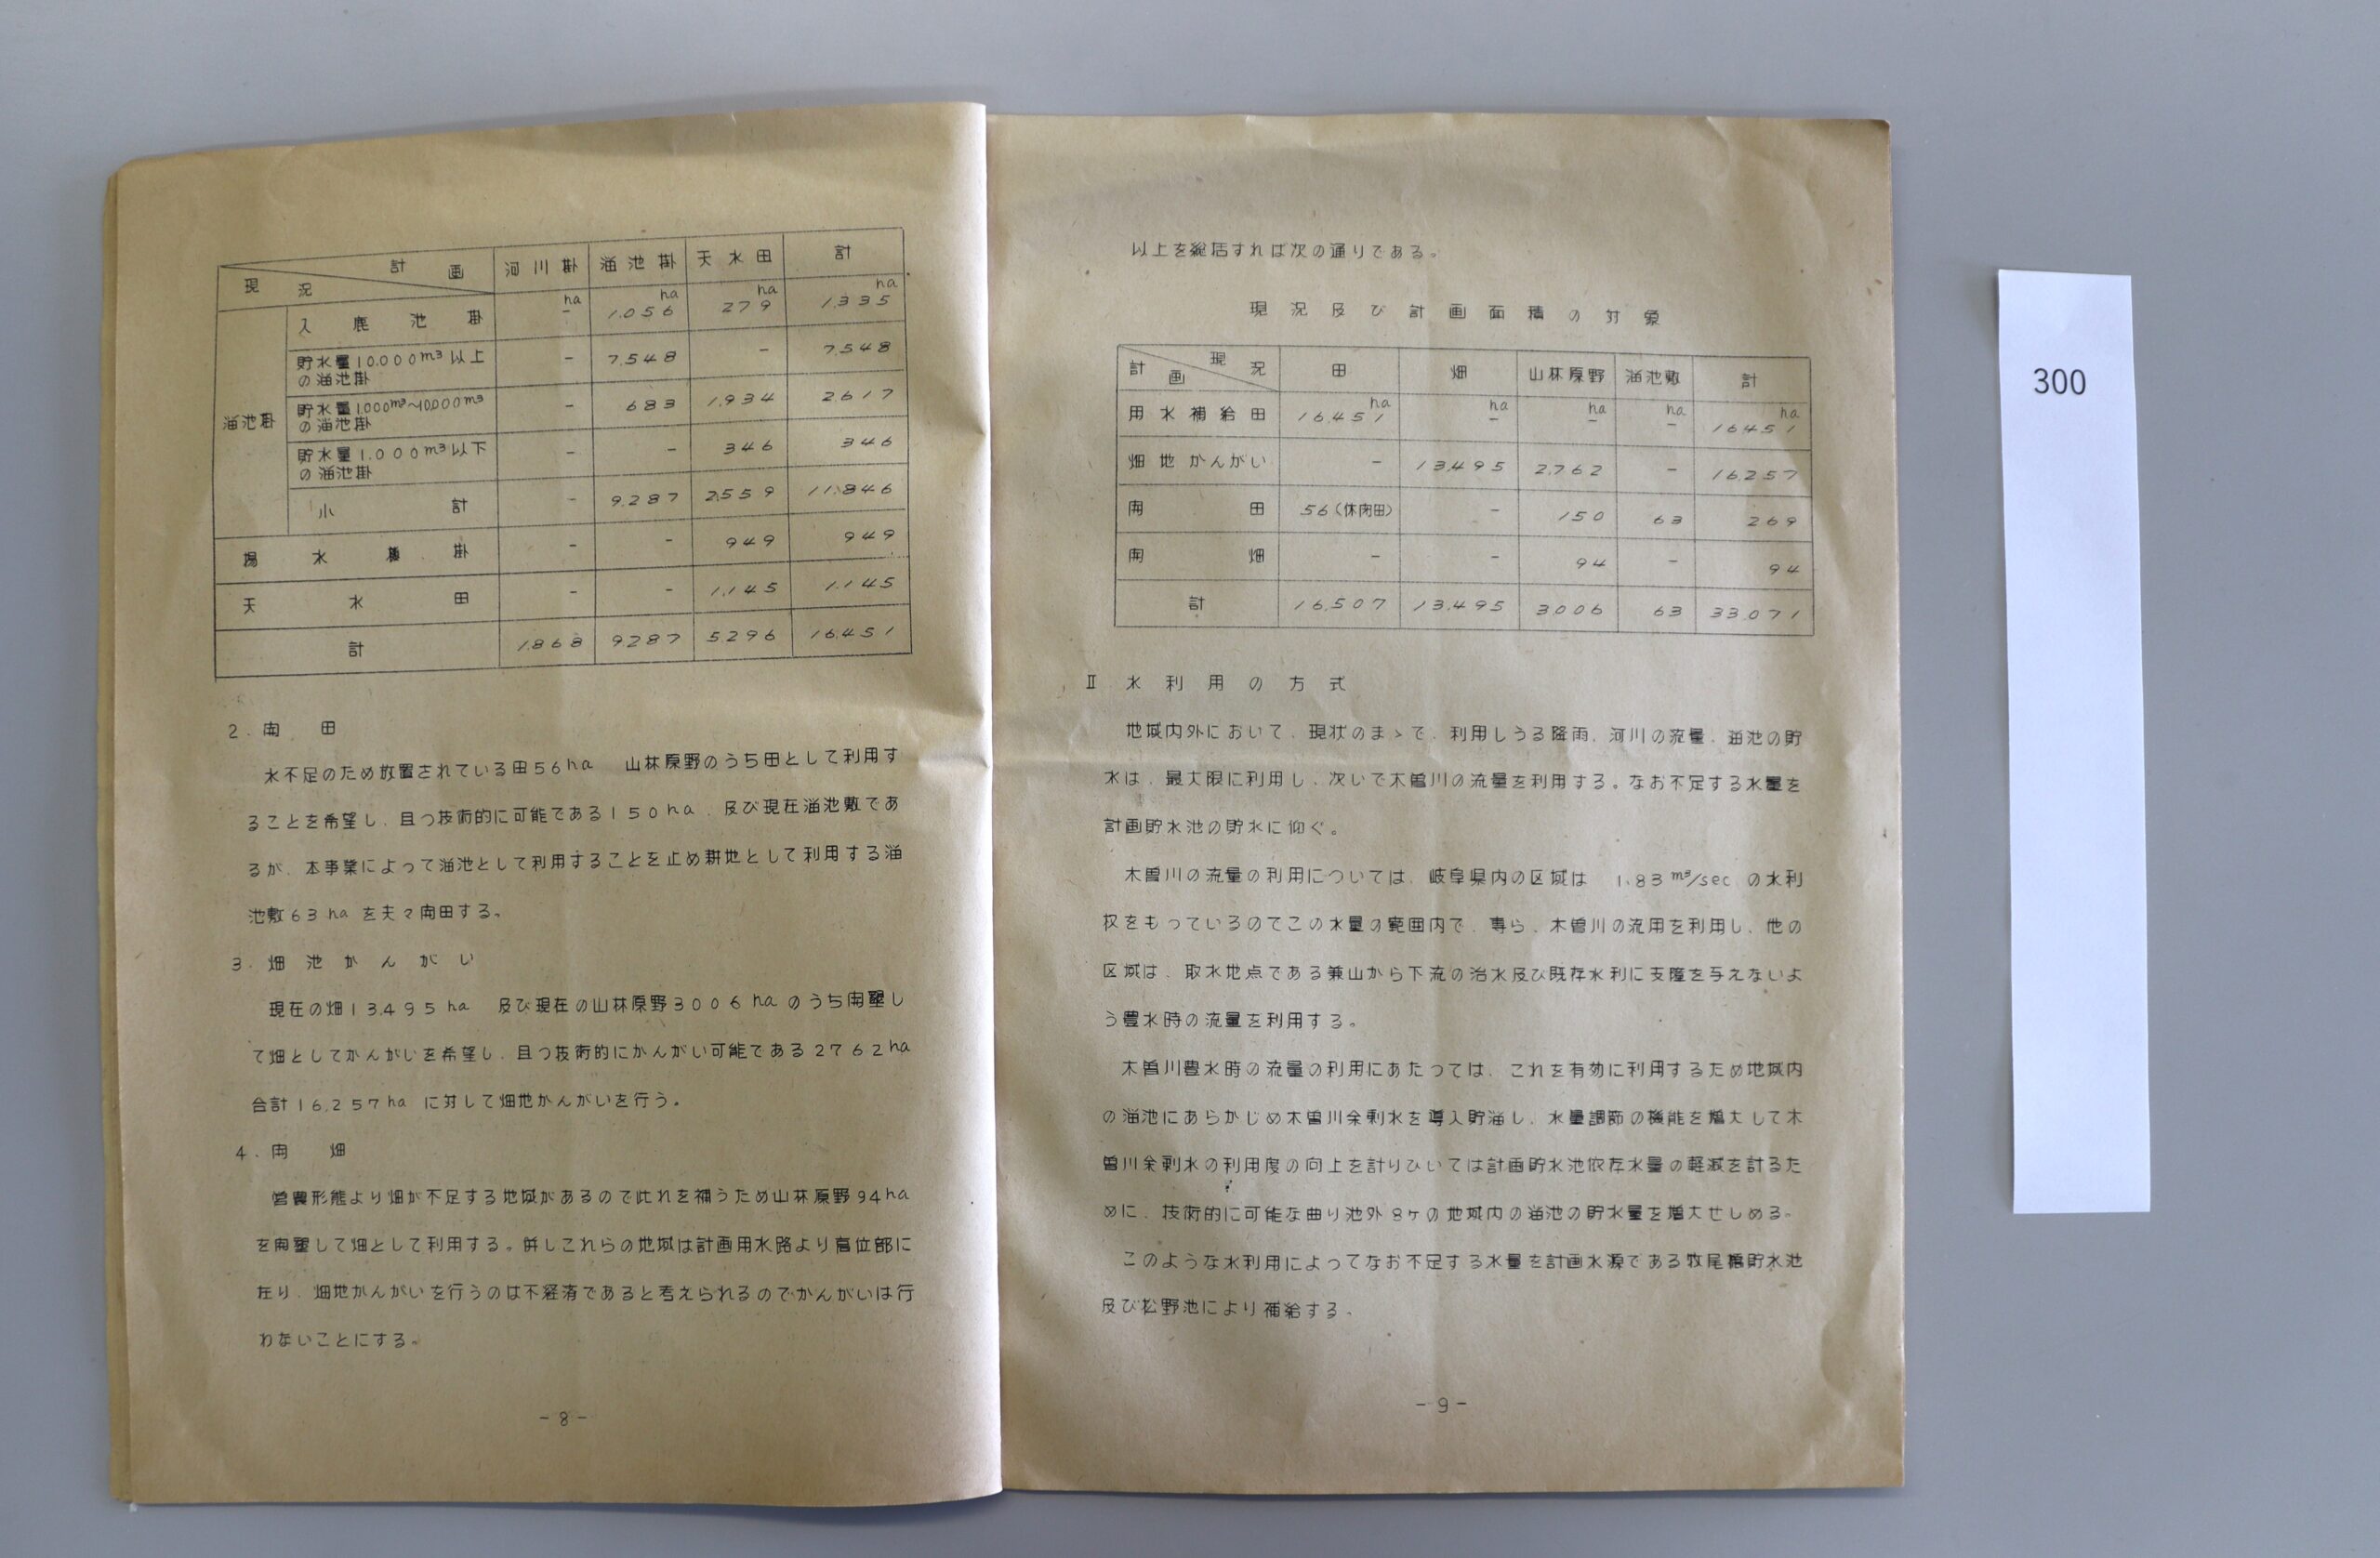 計画 現況 河川掛 溜池掛 天水田 計
溜池掛 入鹿池掛 ha - ha 1,056 ha 279 ha 1,335
貯水量10,000m³以上の溜池掛 - 7,548 - 7,548
貯水量1,000m³~10,000m³の溜池掛 - 683 1,934 2,617
貯水量1,000m³以下の溜池掛 - - 346 346
小計 - 9,287 2,559 11,846
揚水機掛 - - 949 949
天水田 - - 1,145 1,145
計 1,868 9,287 5,296 16,451
2. 開田
水不足のため放置されている田56ha 山林原野のうち田として利用す
ることを希望し、且つ技術的に可能である150ha、及び現在溜池敷であ
るが、本事業によって溜池として利用することを止め耕地として利用する溜
池敷63haを夫々開田する。
3. 畑池かんがい
現在の畑13,495ha 及び現在の山林原野3006haのうち開墾し
て畑としてかんがいを希望し、且つ技術的にかんがい可能である2762ha
合計16,257haに対して畑地かんがいを行う。
4. 開畑
営農形態より畑が不足する地域があるので此れを補うため山林原野94ha
を開墾して畑として利用する。併しこれらの地域は計画用水路より高位部に
在り、畑地かんがいを行うのは不経済であると考えられるのでかんがいは行
わないことにする。
-8-
以上を総括すれば次の通りである。
現況及び計画面積の対象
現況 計画 田 畑 山林原野 溜池敷 計
用水補給田 ha 16,451 ha - ha - ha - ha 16,451
畑地かんがい - 13,495 2,762 - 16,257
開田 56(休閑田) - 150 63 269
開畑 - - 94 - 94
計 16,507 13,495 3006 63 33,071
Ⅱ 水利用の方式
地域内外において、現状のまゝで、利用しうる降雨、河川の流量、溜池の貯
水は、最大限に利用し、次いで木曽川の流量を利用する。なお不足する水量を
計画貯水池の貯水に仰ぐ。
木曽川の流量の利用については、岐阜県内の区域は 1.83m³/secの水利
权をもっているのでこの水量の範囲内で、専ら、木曽川の流用を利用し、他の
区域は、取水地点である兼山から下流の治水及び既存水利に支障を与えないよ
う豊水時の流量を利用する。
木曽川豊水時の流量の利用にあたっては、これを有効に利用するため地域内
の溜池にあらかじめ木曽川余剰水を導入貯溜し、水量調節の機能を増大して木
曽川余剰水の利用度の向上を計りひいては計画貯水池依存水量の軽減を計るた
めに、技術的に可能な曲り池外8ヶの地域内の溜池の貯水量を増大せしめる。
このような水利用によってなお不足する水量を計画水源である牧尾橋貯水池
及び松野池により補給する。
-9-
300